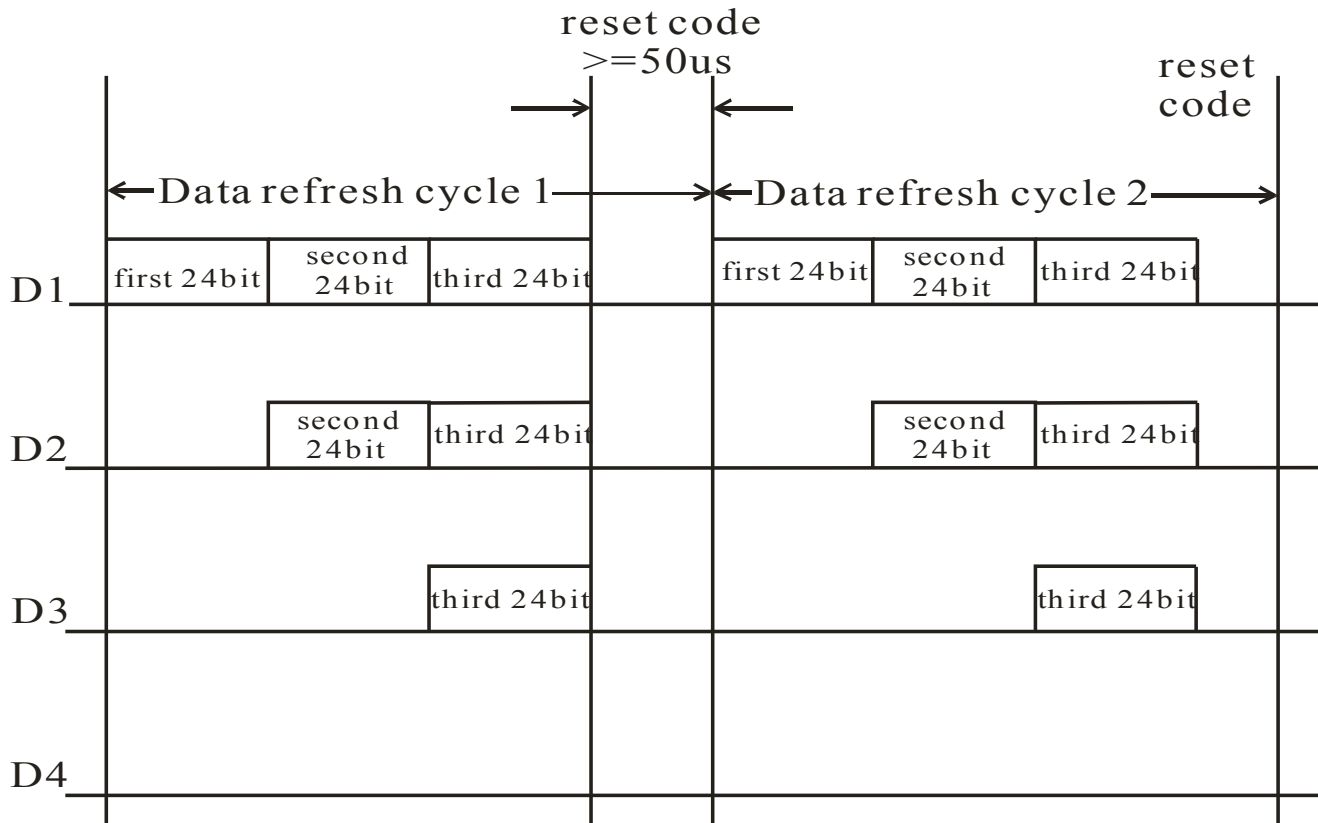 reset code
>=50us
reset
code
Data refresh cycle 1
Data refresh cycle 2
D1
first 24bit
second
24bit
third 24bit
first 24bit
second
24bit
third 24bit
D2
second
24bit
third 24bit
second
24bit
third 24bit
D3
third 24bit
third 24bit
D4